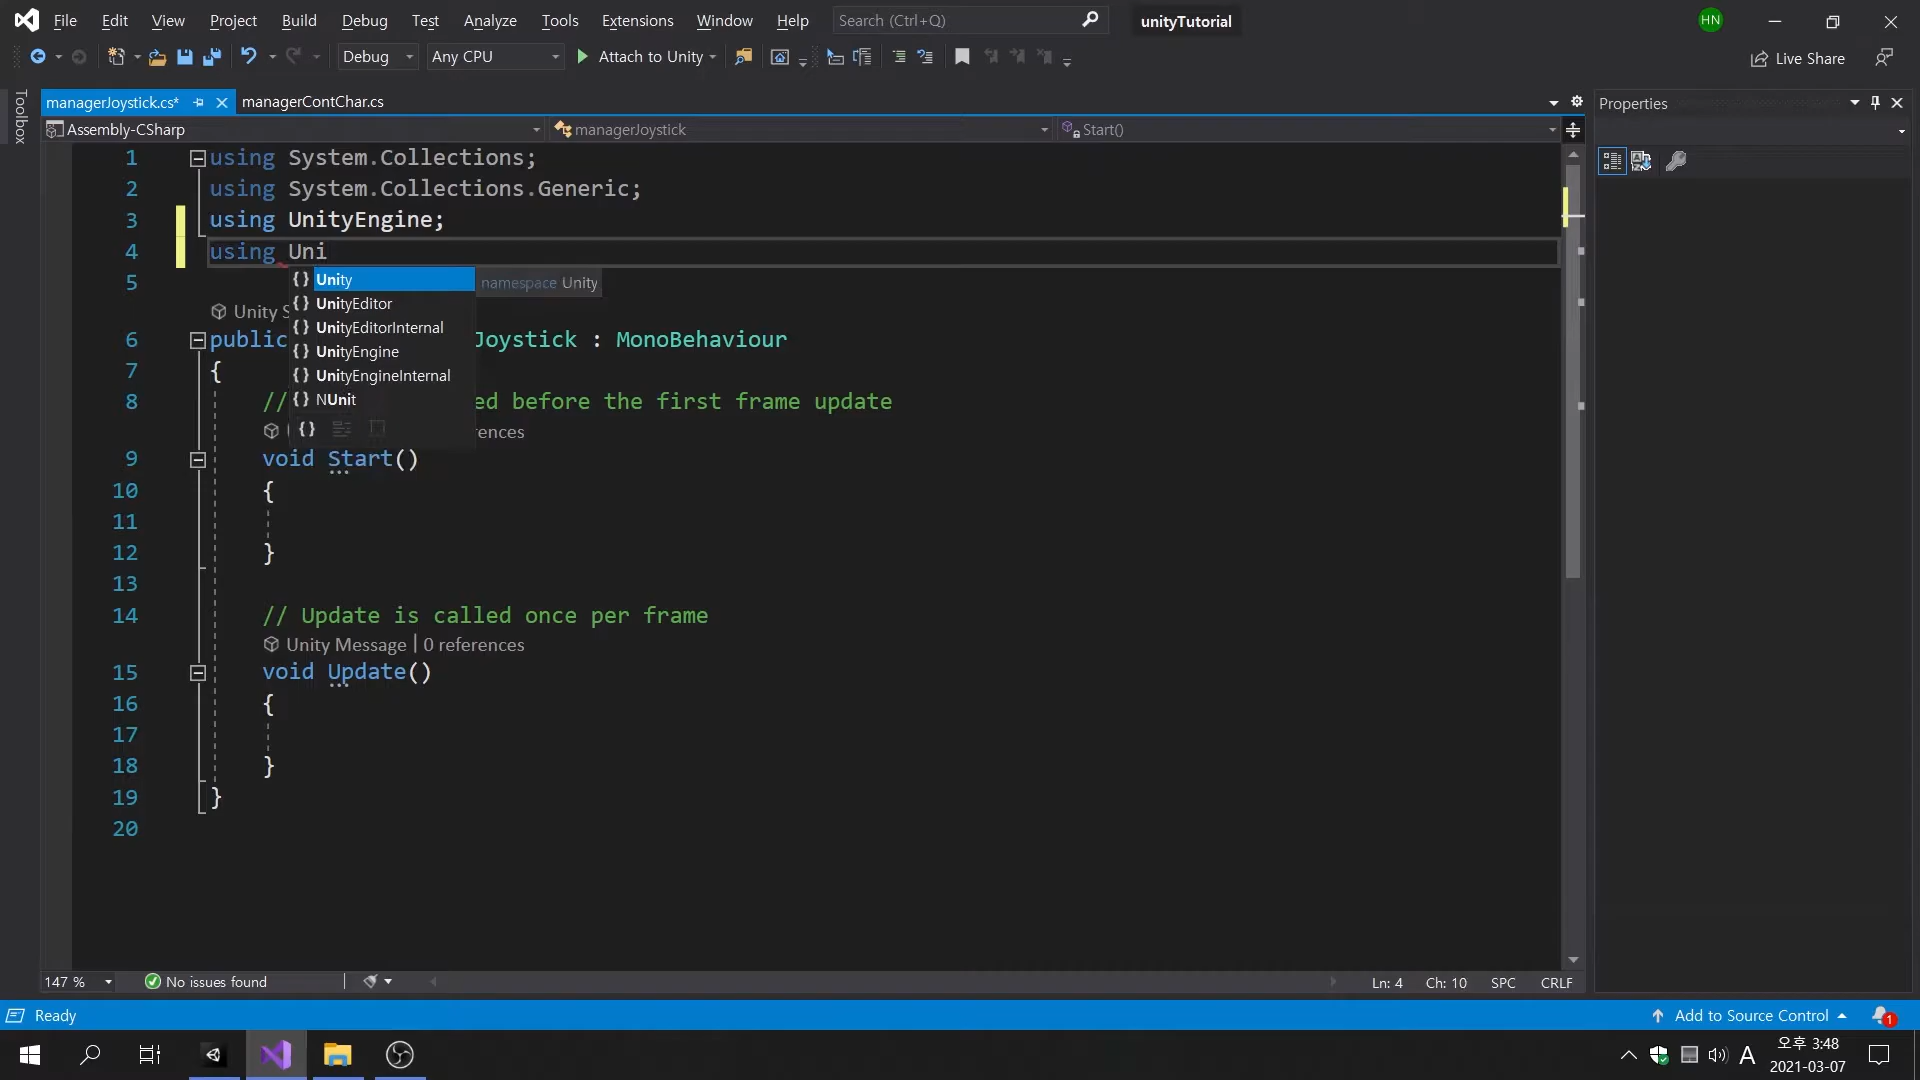 File Edit View Project Build Debug Test Analyze Tools Extensions Window Help Search (Ctrl+Q) unityTutorial HN
Debug Any CPU Attach to Unity Live Share
Toolbox
managerJoystick.cs* managerContChar.cs Properties
Assembly-CSharp managerJoystick Start()
1 using System.Collections;
2 using System.Collections.Generic;
3 using UnityEngine;
4 using Uni
Unity namespace Unity
5
UnityEditor
Unity S
UnityEditorInternal
6 public Joystick : MonoBehaviour
UnityEngine
7 {
UnityEngineInternal
8 // ed before the first frame update
NUnit
erences
9 void Start()
10 {
11
12 }
13
14 // Update is called once per frame
Unity Message | 0 references
15 void Update()
16 {
17
18 }
19 }
20
147 % No issues found Ln: 4 Ch: 10 SPC CRLF
Ready Add to Source Control 1
A 오후 3:48
2021-03-07